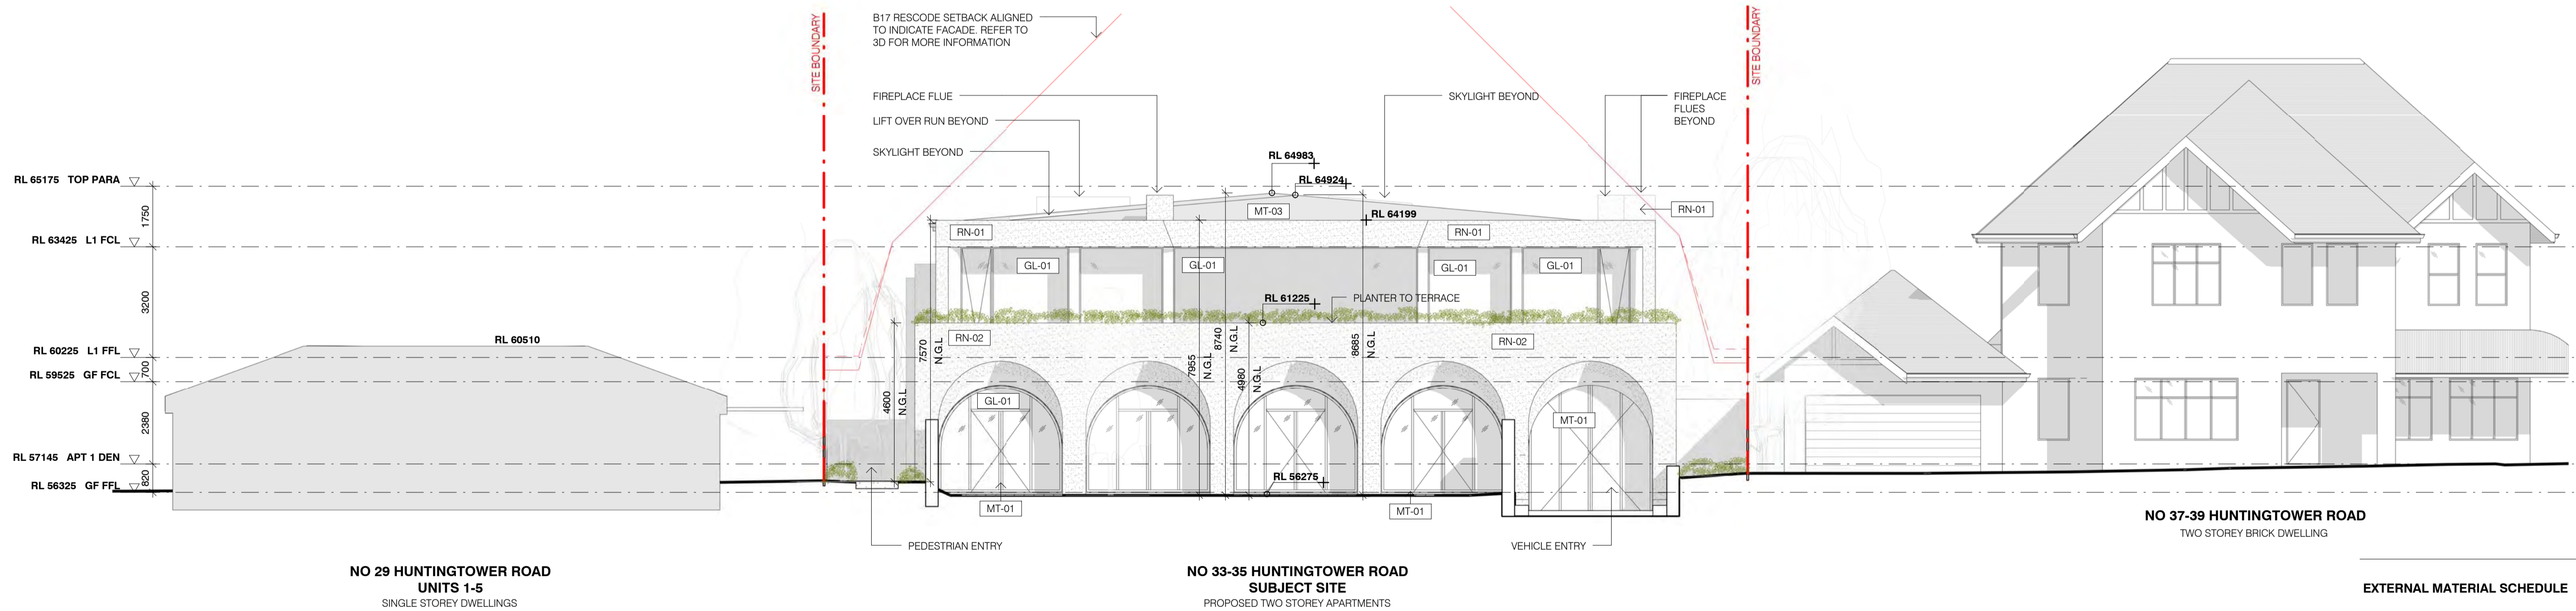 B17 RESCODE SETBACK ALIGNED
TO INDICATE FACADE. REFER TO
3D FOR MORE INFORMATION
SITE BOUNDARY
SITE BOUNDARY
FIREPLACE FLUE
SKYLIGHT BEYOND
FIREPLACE
FLUES
BEYOND
LIFT OVER RUN BEYOND
SKYLIGHT BEYOND
RL 64983
RL 64924
RL 65175 TOP PARA
1750
MT-03
RL 64199
RN-01
RN-01
RN-01
RL 63425 L1 FCL
GL-01
GL-01
GL-01
GL-01
3200
RL 61225
PLANTER TO TERRACE
RN-02
RN-02
RL 60510
RL 60225 L1 FFL
700
RL 59525 GF FCL
7570
N.G.L
7955
N.G.L
8740
N.G.L
4980
N.G.L
8685
N.G.L
4600
N.G.L
2380
GL-01
MT-01
RL 57145 APT 1 DEN
820
RL 56325 GF FFL
RL 56275
MT-01
MT-01
PEDESTRIAN ENTRY
VEHICLE ENTRY
NO 29 HUNTINGTOWER ROAD
UNITS 1-5
SINGLE STOREY DWELLINGS
NO 33-35 HUNTINGTOWER ROAD
SUBJECT SITE
PROPOSED TWO STOREY APARTMENTS
NO 37-39 HUNTINGTOWER ROAD
TWO STOREY BRICK DWELLING
EXTERNAL MATERIAL SCHEDULE